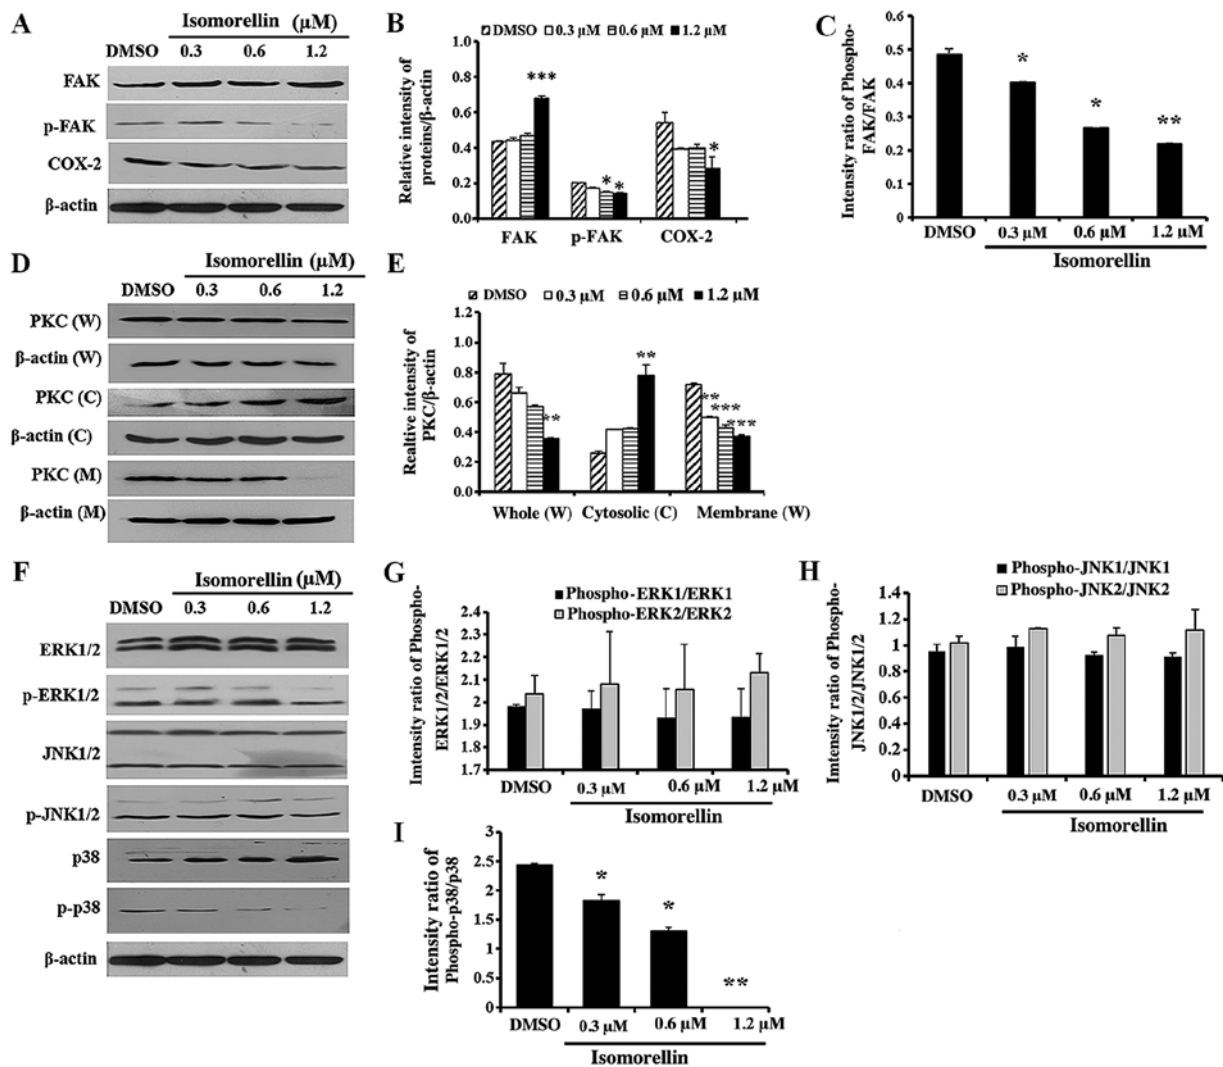 A
Isomorellin (μM)
DMSO 0.3 0.6 1.2
FAK
p-FAK
COX-2
β-actin
B
DMSO 0.3 μM 0.6 μM 1.2 μM
Relative intensity of
proteins/β-actin
1.0
0.8
0.6
0.4
0.2
0.0
***
* *
*
FAK p-FAK COX-2
C
Intensity ratio of Phospho-
FAK/FAK
0.6
0.5
0.4
0.3
0.2
0.1
0
*
*
**
DMSO 0.3 μM 0.6 μM 1.2 μM
Isomorellin
D
Isomorellin (μM)
DMSO 0.3 0.6 1.2
PKC (W)
β-actin (W)
PKC (C)
β-actin (C)
PKC (M)
β-actin (M)
E
DMSO 0.3 μM 0.6 μM 1.2 μM
Realtive intensity of
PKC/β-actin
1.2
1.0
0.8
0.6
0.4
0.2
0.0
**
**
**
***
***
Whole (W) Cytosolic (C) Membrane (W)
F
Isomorellin (μM)
DMSO 0.3 0.6 1.2
ERK1/2
p-ERK1/2
JNK1/2
p-JNK1/2
p38
p-p38
β-actin
G
Phospho-ERK1/ERK1
Phospho-ERK2/ERK2
Intensity ratio of Phospho-
ERK1/2/ERK1/2
2.4
2.3
2.2
2.1
2
1.9
1.8
1.7
DMSO 0.3 μM 0.6 μM 1.2 μM
Isomorellin
H
Phospho-JNK1/JNK1
Phospho-JNK2/JNK2
Intensity ratio of Phospho-
JNK1/2/JNK1/2
1.4
1.2
1
0.8
0.6
0.4
0.2
0
DMSO 0.3 μM 0.6 μM 1.2 μM
Isomorellin
I
Intensity ratio of
Phospho-p38/p38
3
2.5
2
1.5
1
0.5
0
*
*
**
DMSO 0.3 μM 0.6 μM 1.2 μM
Isomorellin